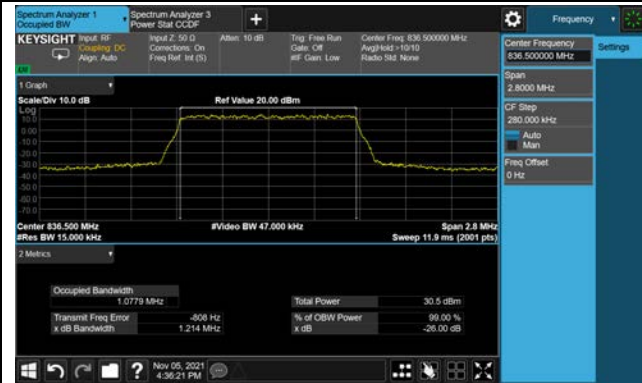 Spectrum Analyzer 1
Occupied BW
Spectrum Analyzer 3
Power Stat CCDF
Frequency
KEYSIGHT
Input: RF
Coupling: DC
Align: Auto
Input Z: 50 Ω
Corrections: On
Freq Ref: Int (S)
Atten: 10 dB
Trig: Free Run
Gate: Off
#IF Gain: Low
Center Freq: 836.500000 MHz
Avg|Hold:>10/10
Radio Std: None
Center Frequency
836.500000 MHz
Settings
Span
2.8000 MHz
CF Step
280.000 kHz
Auto
Man
Freq Offset
0 Hz
1 Graph
Scale/Div 10.0 dB
Ref Value 20.00 dBm
Log
10.0
0.00
-10.0
-20.0
-30.0
-40.0
-50.0
-60.0
-70.0
Center 836.500 MHz
#Video BW 47.000 kHz
Span 2.8 MHz
#Res BW 15.000 kHz
Sweep 11.9 ms (2001 pts)
2 Metrics
Occupied Bandwidth
1.0779 MHz
Total Power 30.5 dBm
Transmit Freq Error -808 Hz
% of OBW Power 99.00 %
x dB Bandwidth 1.214 MHz
x dB -26.00 dB
Nov 05, 2021
4:36:21 PM